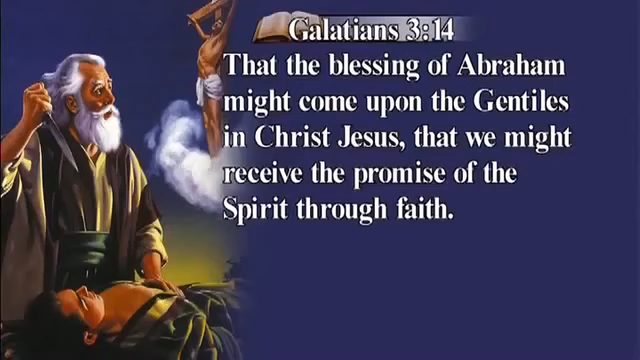 Galatians 3:14
That the blessing of Abraham
might come upon the Gentiles
in Christ Jesus, that we might
receive the promise of the
Spirit through faith.